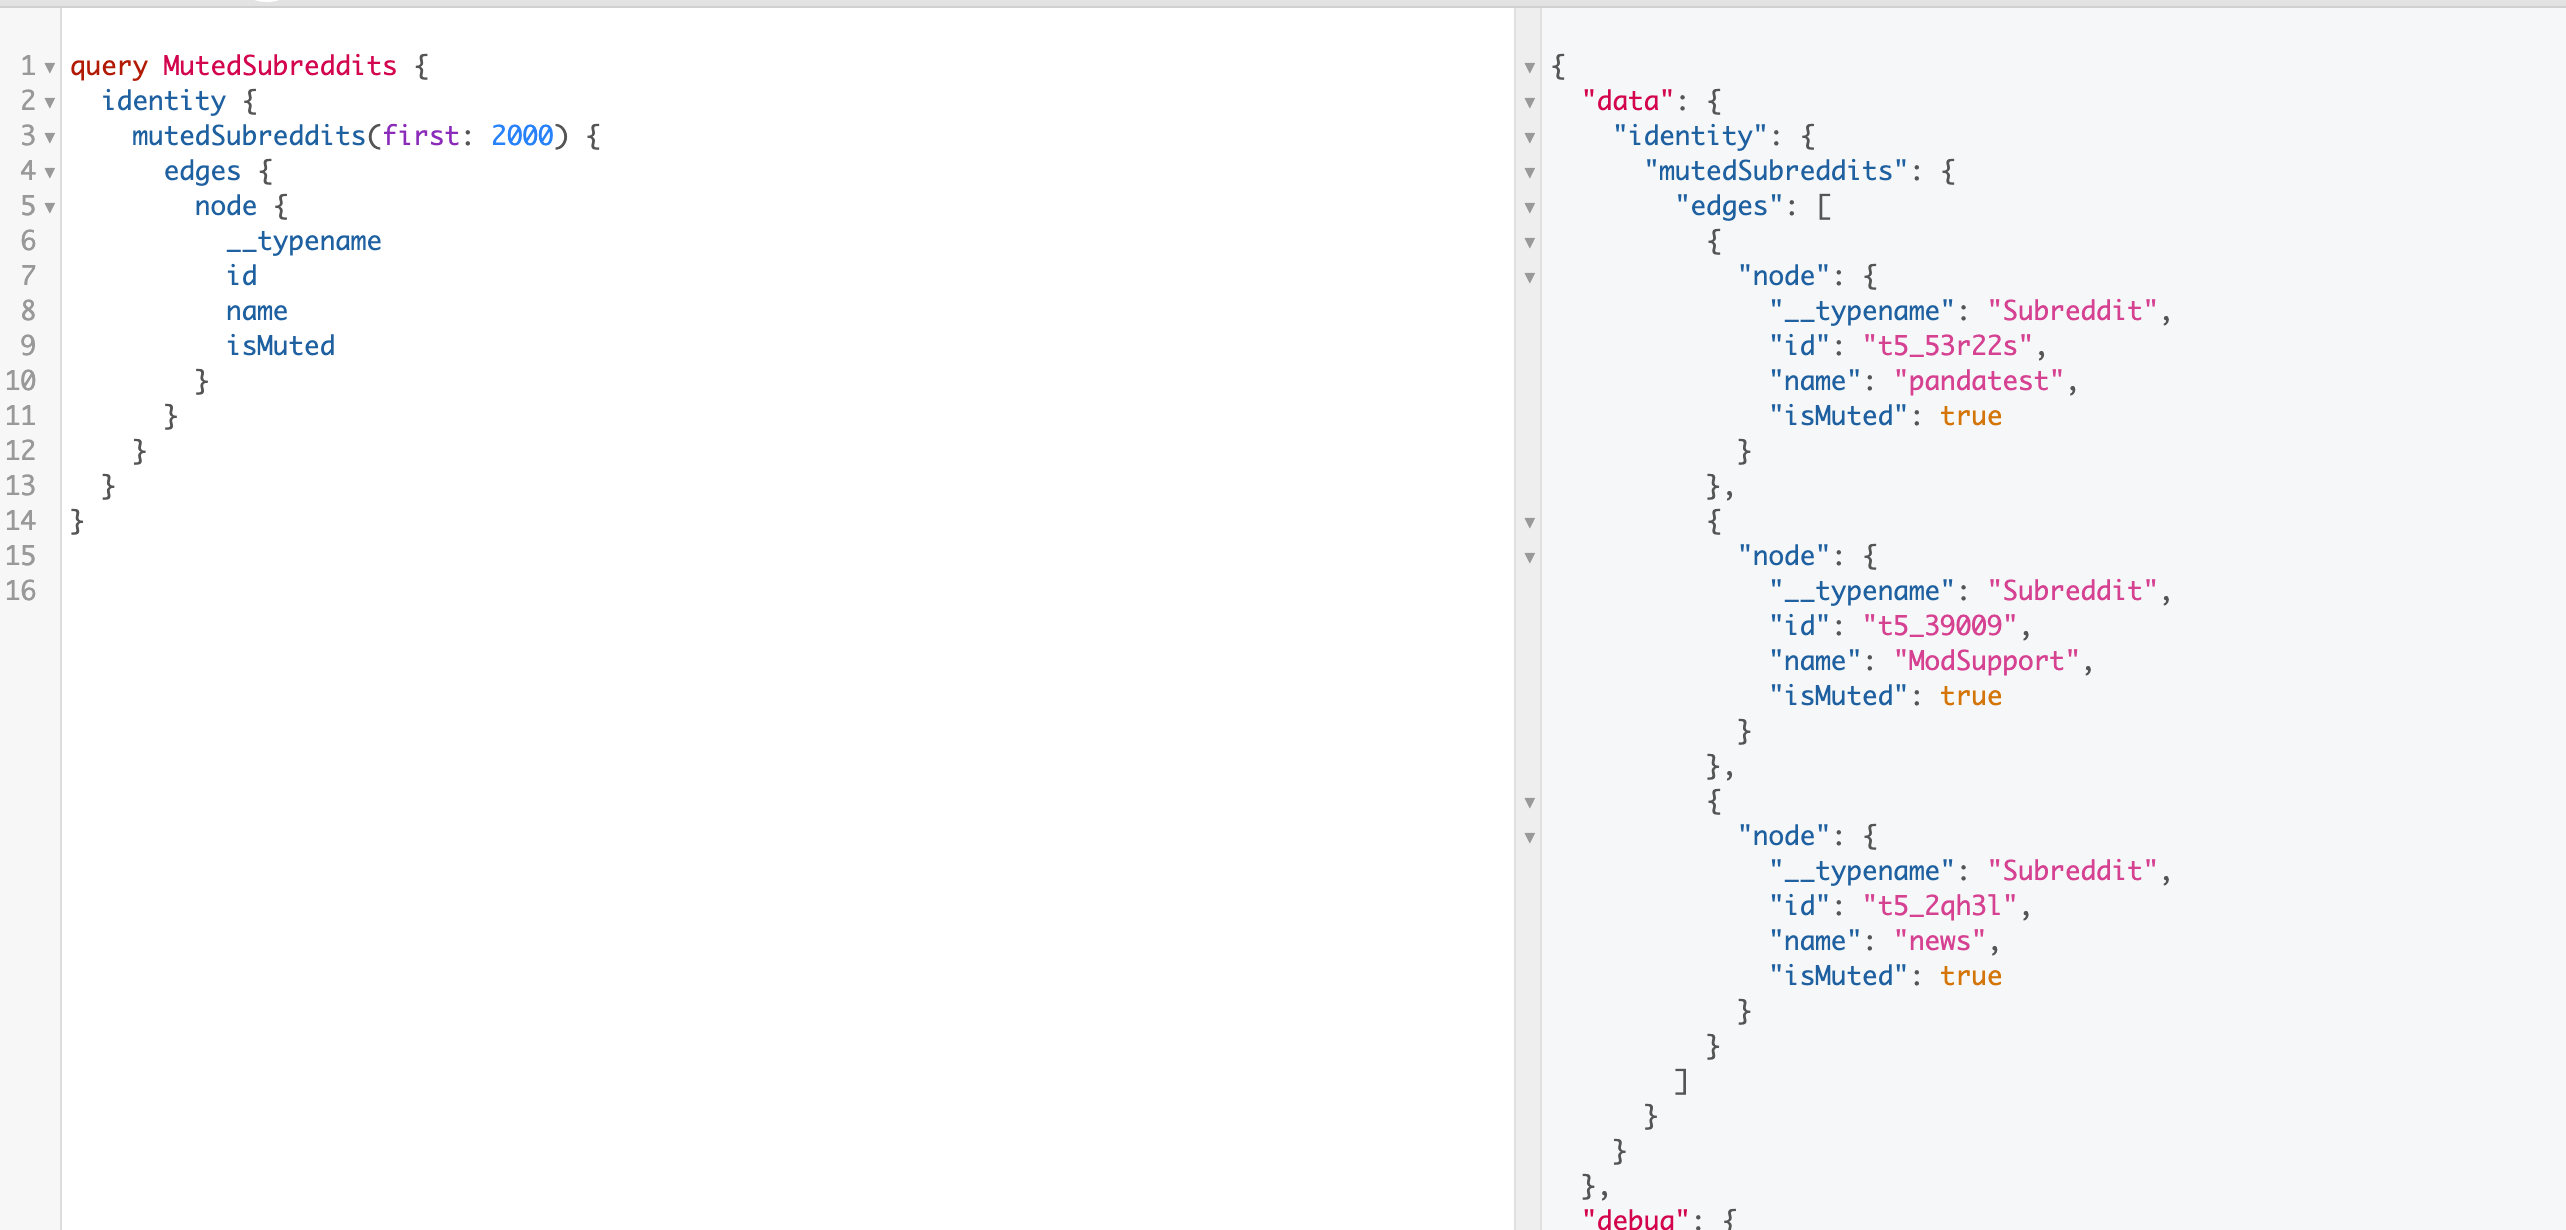 1 query MutedSubreddits {
2 identity {
3 mutedSubreddits(first: 2000) {
4 edges {
5 node {
6 __typename
7 id
8 name
9 isMuted
10 }
11 }
12 }
13 }
14 }
15
16
{
"data": {
"identity": {
"mutedSubreddits": {
"edges": [
{
"node": {
"__typename": "Subreddit",
"id": "t5_53r22s",
"name": "pandatest",
"isMuted": true
}
},
{
"node": {
"__typename": "Subreddit",
"id": "t5_39009",
"name": "ModSupport",
"isMuted": true
}
},
{
"node": {
"__typename": "Subreddit",
"id": "t5_2qh3l",
"name": "news",
"isMuted": true
}
}
]
}
}
},
"debug": {